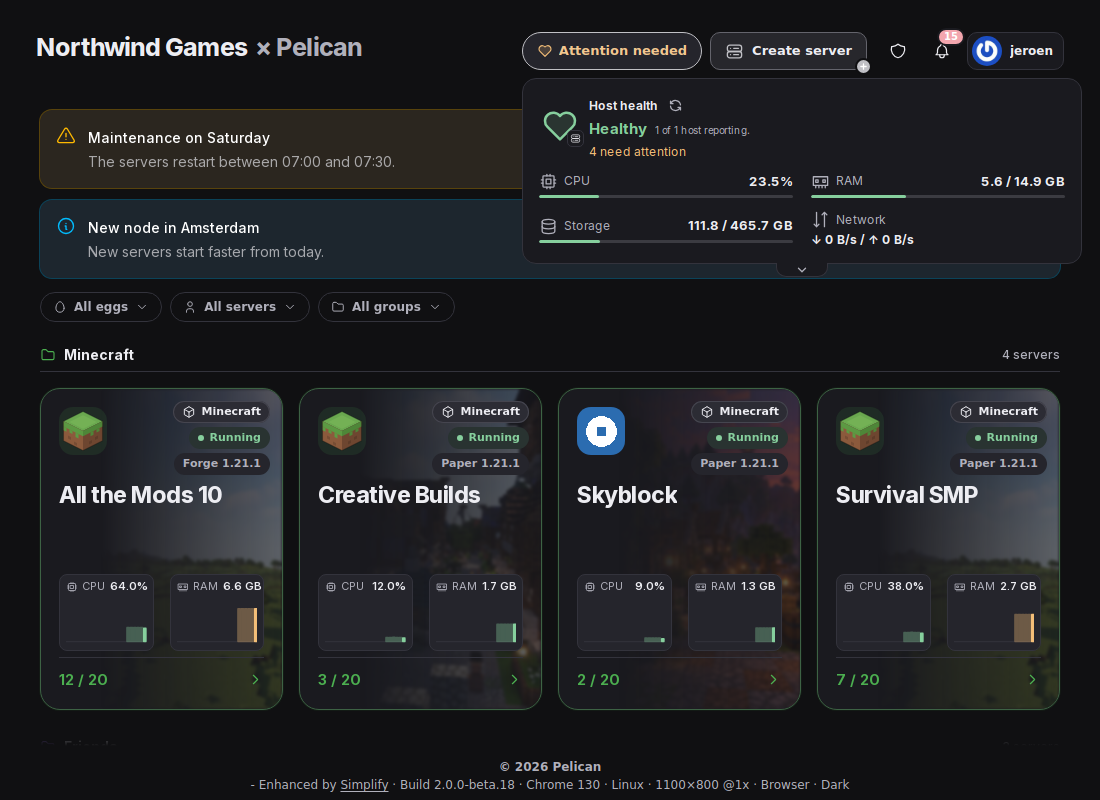 Northwind Games × Pelican
Attention needed
Create server
15
jeroen
Host health
Healthy 1 of 1 host reporting.
4 need attention
CPU 23.5%
RAM 5.6 / 14.9 GB
Storage 111.8 / 465.7 GB
Network
↓ 0 B/s / ↑ 0 B/s
Maintenance on Saturday
The servers restart between 07:00 and 07:30.
New node in Amsterdam
New servers start faster from today.
All eggs
All servers
All groups
Minecraft
4 servers
Minecraft
Running
Forge 1.21.1
All the Mods 10
CPU 64.0%
RAM 6.6 GB
12 / 20
Minecraft
Running
Paper 1.21.1
Creative Builds
CPU 12.0%
RAM 1.7 GB
3 / 20
Minecraft
Running
Paper 1.21.1
Skyblock
CPU 9.0%
RAM 1.3 GB
2 / 20
Minecraft
Running
Paper 1.21.1
Survival SMP
CPU 38.0%
RAM 2.7 GB
7 / 20
© 2026 Pelican
- Enhanced by Simplify · Build 2.0.0-beta.18 · Chrome 130 · Linux · 1100×800 @1x · Browser · Dark